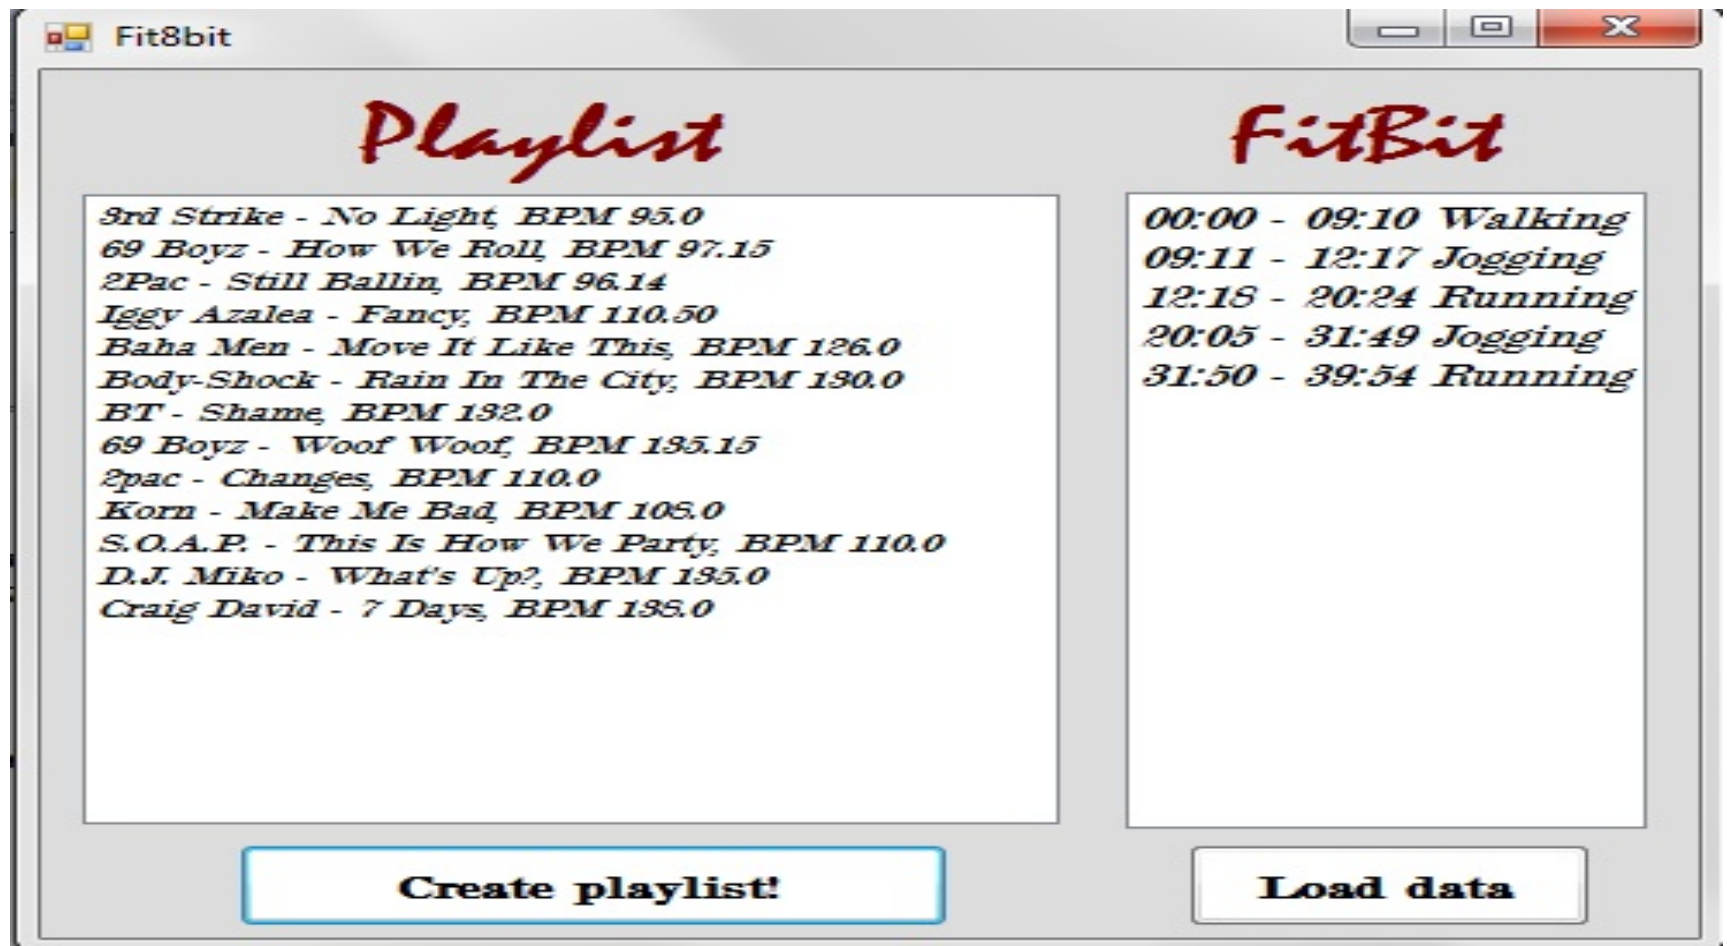 Fit8bit
Playlist
3rd Strike - No Light, BPM 95.0
69 Boyz - How We Roll, BPM 97.15
2Pac - Still Ballin, BPM 96.14
Iggy Azalea - Fancy, BPM 110.50
Baha Men - Move It Like This, BPM 126.0
Body-Shock - Rain In The City, BPM 130.0
BT - Shame, BPM 132.0
69 Boyz - Woof Woof, BPM 135.15
2pac - Changes, BPM 110.0
Korn - Make Me Bad, BPM 108.0
S.O.A.P. - This Is How We Party, BPM 110.0
D.J. Miko - What's Up?, BPM 135.0
Craig David - 7 Days, BPM 138.0
Create playlist!
FitBit
00:00 - 09:10 Walking
09:11 - 12:17 Jogging
12:18 - 20:24 Running
20:05 - 31:49 Jogging
31:50 - 39:54 Running
Load data